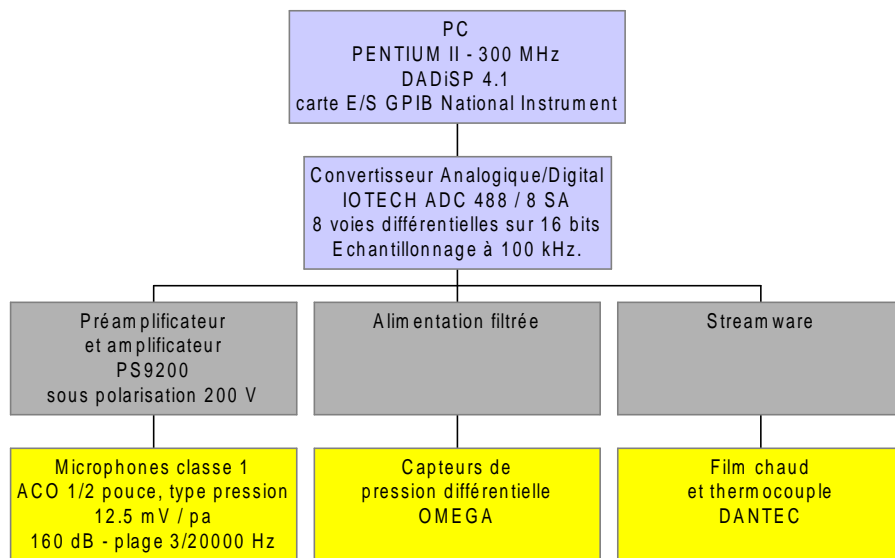 PC
PENTIUM II - 300 MHz
DADiSP 4.1
carte E/S GPIB National Instrument
Convertisseur Analogique/Digital
IOTECH ADC 488 / 8 SA
8 voies différentielles sur 16 bits
Echantillonnage à 100 kHz.
Préamplificateur
et amplificateur
PS9200
sous polarisation 200 V
Alimentation filtrée
Streamware
Microphones classe 1
ACO 1/2 pouce, type pression
12.5 mV / pa
160 dB - plage 3/20000 Hz
Capteurs de
pression différentielle
OMEGA
Film chaud
et thermocouple
DANTEC